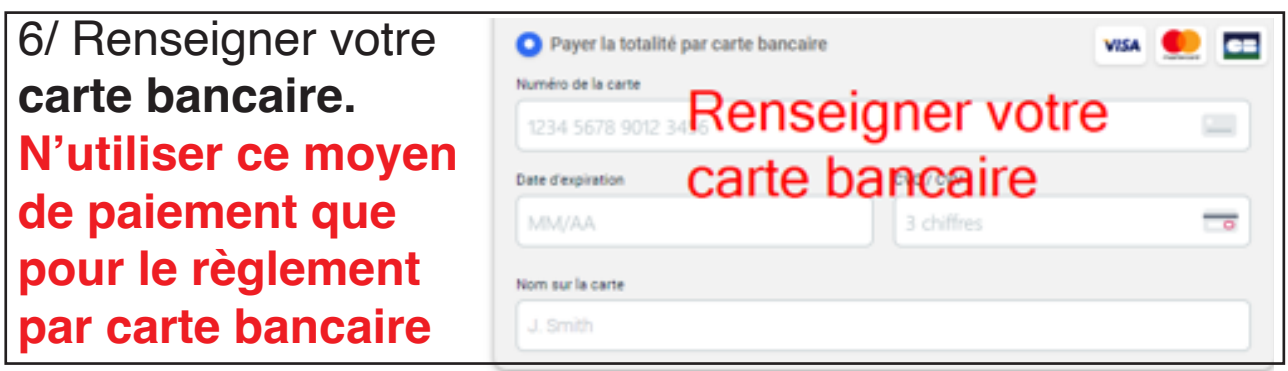 6/ Renseigner votre
carte bancaire.
N’utiliser ce moyen
de paiement que
pour le règlement
par carte bancaire
Payer la totalité par carte bancaire
VISA
mastercard
CB
Numéro de la carte
1234 5678 9012 3456
Renseigner votre
carte bancaire
Date d'expiration
MM/AA
3 chiffres
Nom sur la carte
J. Smith